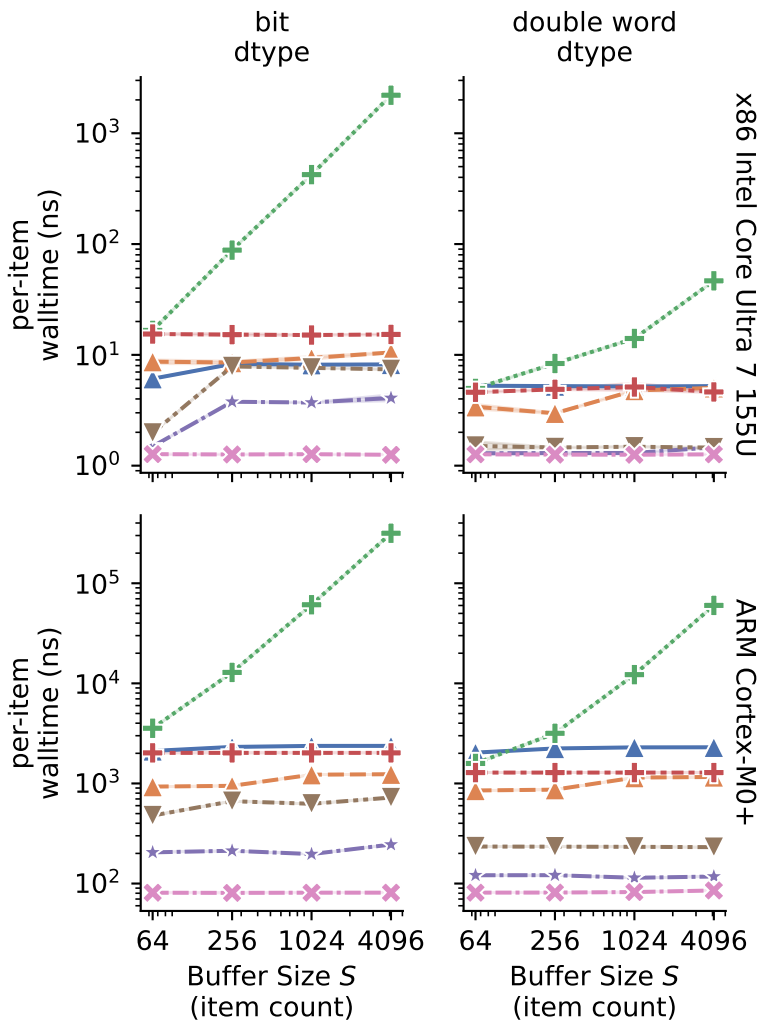 bit
dtype
double word
dtype
per-item
walltime (ns)
10³
10²
10¹
10⁰
x86 Intel Core Ultra 7 155U
per-item
walltime (ns)
10⁵
10⁴
10³
10²
ARM Cortex-M0+
64 256 1024 4096
64 256 1024 4096
Buffer Size S
(item count)
Buffer Size S
(item count)